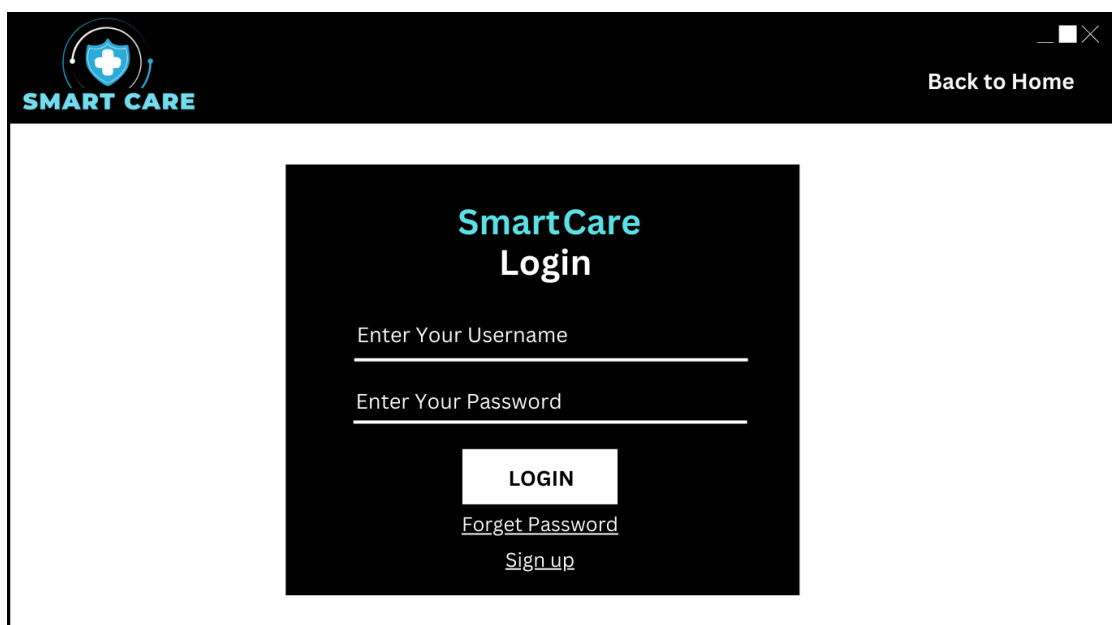 SMART CARE
Back to Home
SmartCare
Login
Enter Your Username
Enter Your Password
LOGIN
Forget Password
Sign up